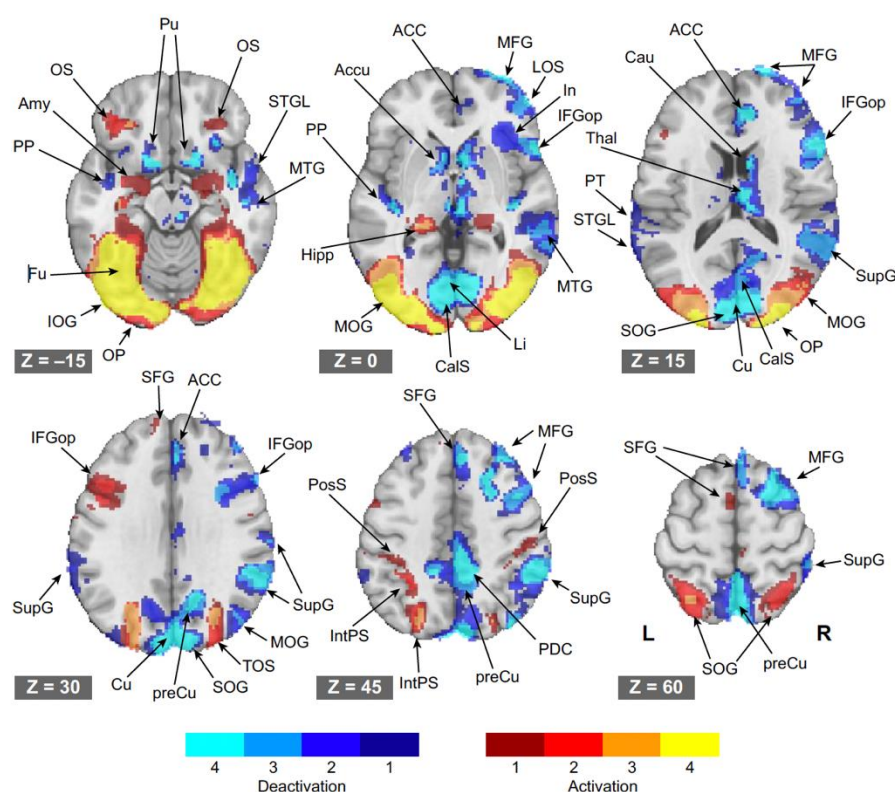 Pu
OS
OS
Amy
STGL
PP
MTG
Fu
IOG
OP
Z = –15
ACC
MFG
Accu
LOS
In
PP
IFGop
Hipp
MTG
MOG
Li
CalS
Z = 0
ACC
MFG
Cau
IFGop
Thal
PT
STGL
SupG
MOG
SOG
OP
CalS
Cu
Z = 15
SFG
ACC
IFGop
IFGop
SupG
SupG
MOG
TOS
Cu
SOG
preCu
Z = 30
SFG
MFG
PosS
PosS
SupG
IntPS
PDC
preCu
IntPS
Z = 45
SFG
MFG
SupG
L
R
SOG
preCu
Z = 60
4 3 2 1
Deactivation
1 2 3 4
Activation